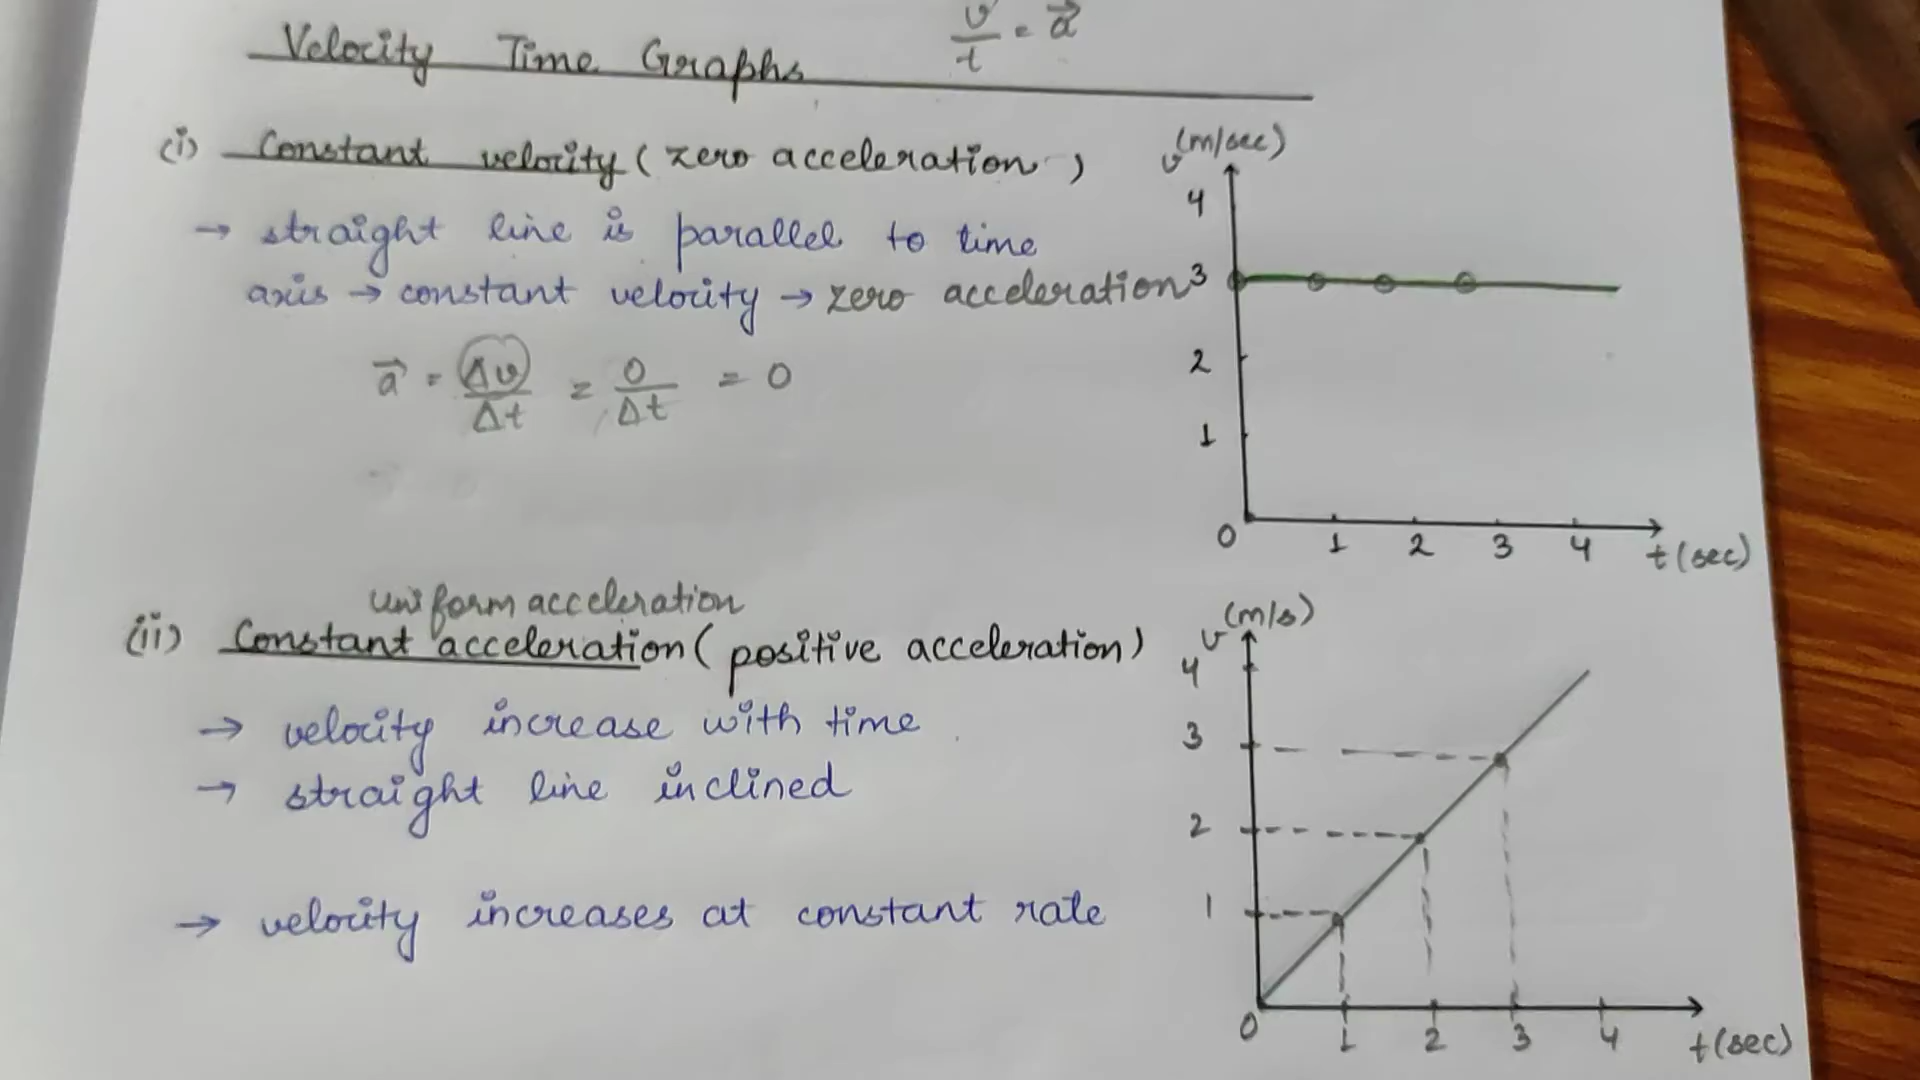 Velocity Time Graphs
v/t = a⃗
(i) Constant velocity (zero acceleration)
→ straight line is parallel to time
axis → constant velocity → zero acceleration
a⃗ = Δv/Δt = 0/Δt = 0
v (m/sec)
4
3
2
1
0 1 2 3 4 t (sec)
uniform acceleration
(ii) Constant acceleration (positive acceleration)
→ velocity increase with time
→ straight line inclined
→ velocity increases at constant rate
v (m/s)
4
3
2
1
0 1 2 3 4 t (sec)